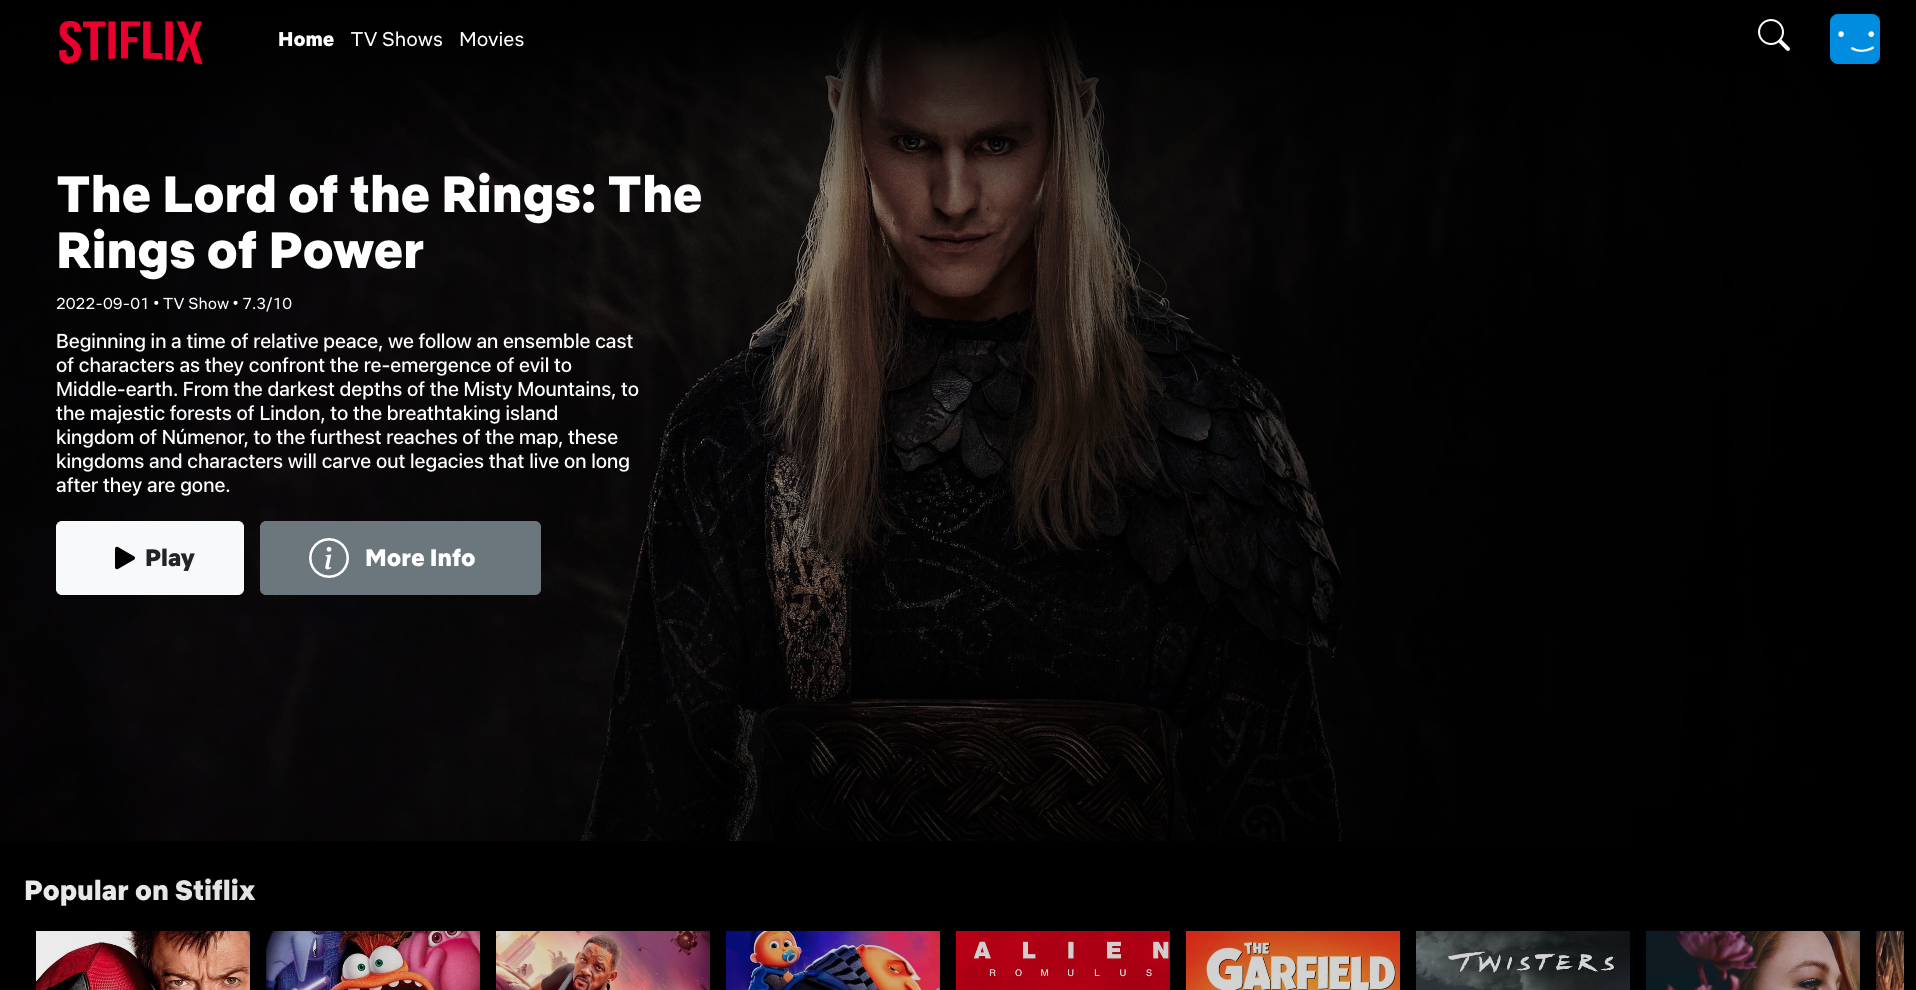 STIFLIX
Home TV Shows Movies
The Lord of the Rings: The
Rings of Power
2022-09-01 • TV Show • 7.3/10
Beginning in a time of relative peace, we follow an ensemble cast
of characters as they confront the re-emergence of evil to
Middle-earth. From the darkest depths of the Misty Mountains, to
the majestic forests of Lindon, to the breathtaking island
kingdom of Númenor, to the furthest reaches of the map, these
kingdoms and characters will carve out legacies that live on long
after they are gone.
Play
i More Info
Popular on Stiflix
ALIEN
ROMULUS
THE
GARFIELD
TWISTERS